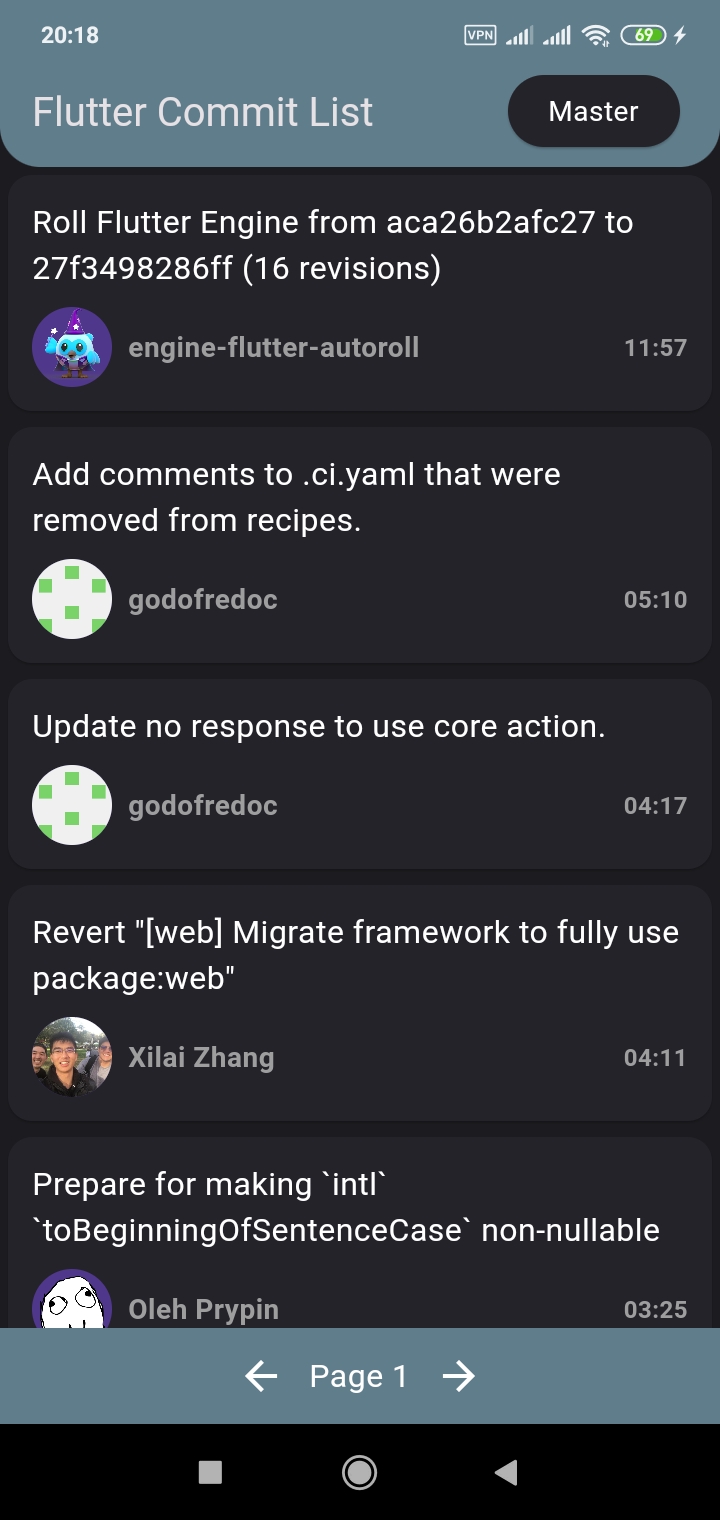 20:18
VPN
69
Flutter Commit List
Master
Roll Flutter Engine from aca26b2afc27 to
27f3498286ff (16 revisions)
engine-flutter-autoroll
11:57
Add comments to .ci.yaml that were
removed from recipes.
godofredoc
05:10
Update no response to use core action.
godofredoc
04:17
Revert "[web] Migrate framework to fully use
package:web"
Xilai Zhang
04:11
Prepare for making `intl`
`toBeginningOfSentenceCase` non-nullable
Oleh Prypin
03:25
Page 1